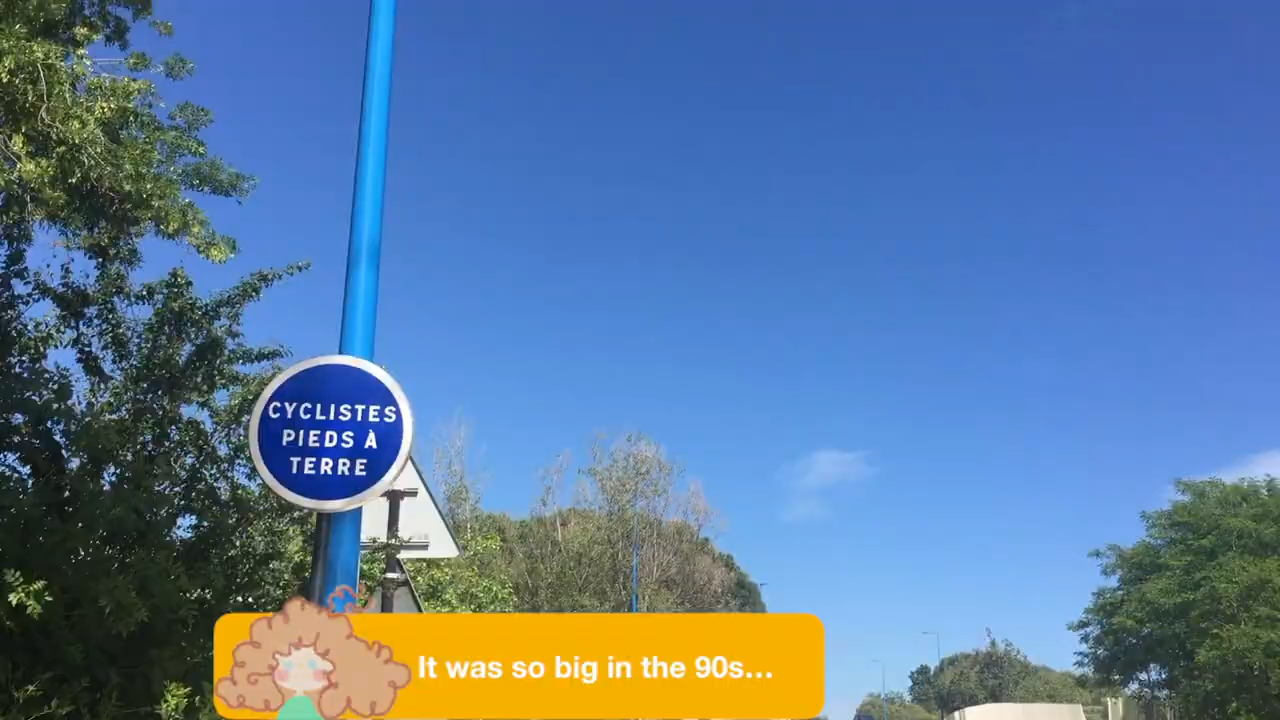 CYCLISTES
PIEDS À
TERRE
It was so big in the 90s...